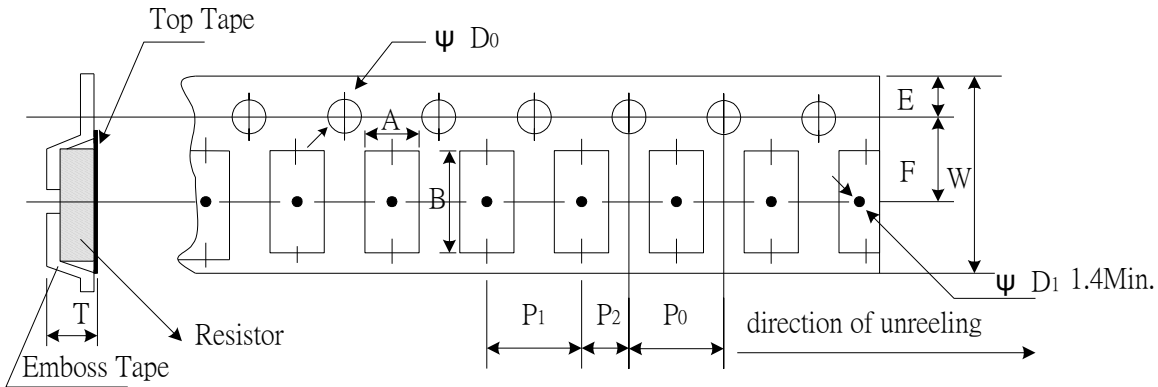 Top Tape
ψ D0
E
A
F
W
B
T
ψ D1 1.4Min.
P1
P2
P0
Resistor
direction of unreeling
Emboss Tape